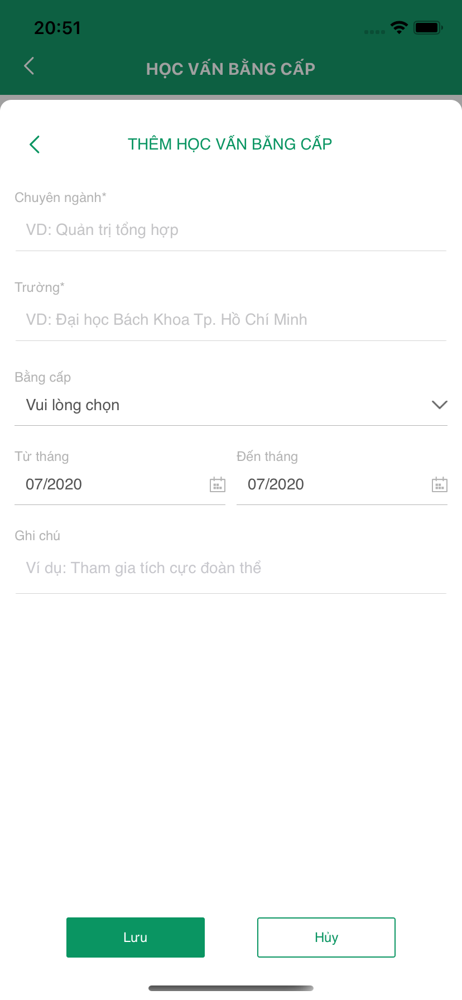 20:51
HỌC VẤN BẰNG CẤP
THÊM HỌC VẤN BẰNG CẤP
Chuyên ngành*
VD: Quản trị tổng hợp
Trường*
VD: Đại học Bách Khoa Tp. Hồ Chí Minh
Bằng cấp
Vui lòng chọn
Từ tháng
Đến tháng
07/2020
07/2020
Ghi chú
Ví dụ: Tham gia tích cực đoàn thể
Lưu
Hủy